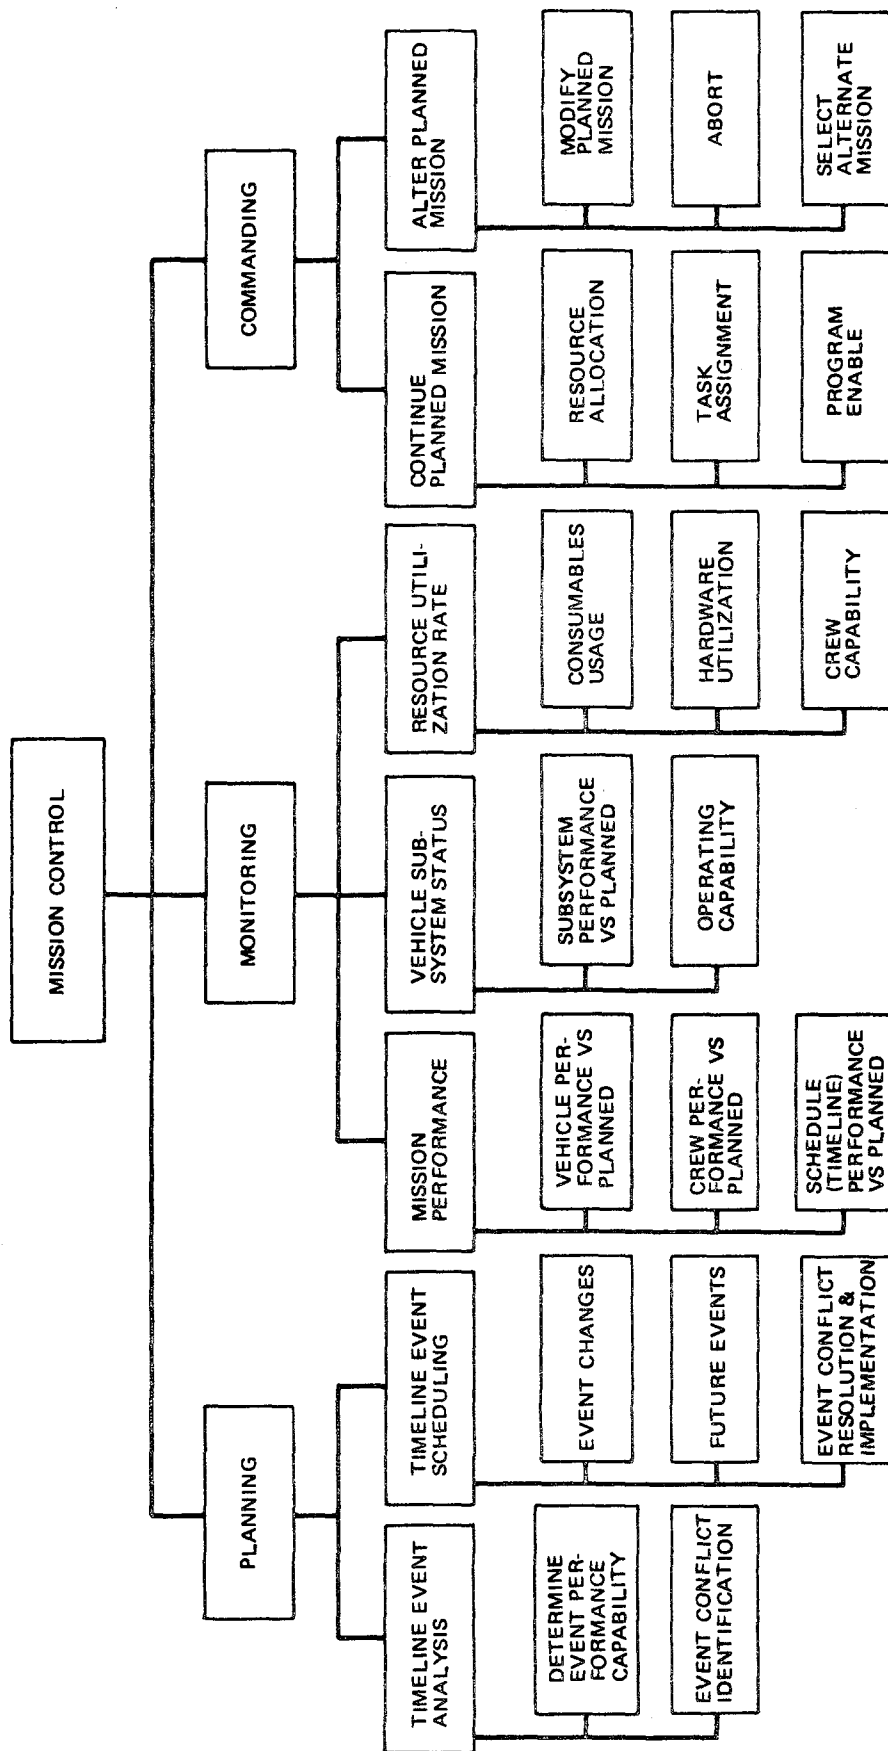 MISSION CONTROL
PLANNING
MONITORING
COMMANDING
TIMELINE EVENT
ANALYSIS
TIMELINE EVENT
SCHEDULING
MISSION
PERFORMANCE
VEHICLE SUB-
SYSTEM STATUS
RESOURCE UTILI-
ZATION RATE
CONTINUE
PLANNED MISSION
ALTER PLANNED
MISSION
DETERMINE
EVENT PER-
FORMANCE
CAPABILITY
EVENT CONFLICT
IDENTIFICATION
EVENT CHANGES
FUTURE EVENTS
EVENT CONFLICT
RESOLUTION &
IMPLEMENTATION
VEHICLE PER-
FORMANCE VS
PLANNED
CREW PER-
FORMANCE VS
PLANNED
SCHEDULE
(TIMELINE)
PERFORMANCE
VS PLANNED
SUBSYSTEM
PERFORMANCE
VS PLANNED
OPERATING
CAPABILITY
CONSUMABLES
USAGE
HARDWARE
UTILIZATION
CREW
CAPABILITY
RESOURCE
ALLOCATION
TASK
ASSIGNMENT
PROGRAM
ENABLE
MODIFY
PLANNED
MISSION
ABORT
SELECT
ALTERNATE
MISSION